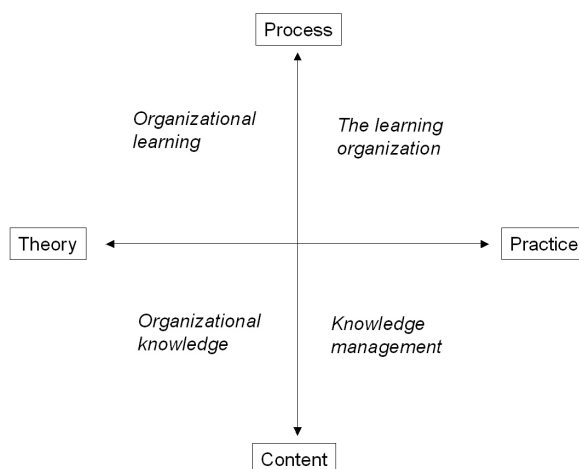 Process
Organizational
learning
The learning
organization
Theory
Practice
Organizational
knowledge
Knowledge
management
Content